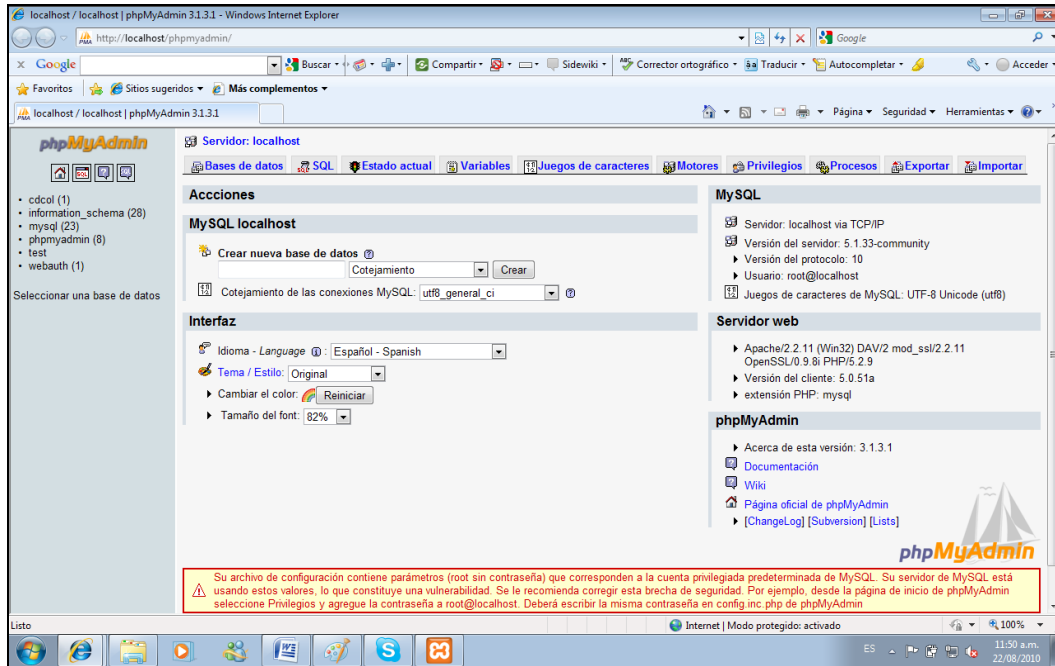 localhost / localhost | phpMyAdmin 3.1.3.1 - Windows Internet Explorer
http://localhost/phpmyadmin/
Google
x Google
Buscar
Compartir
Sidewiki
Corrector ortográfico
Traducir
Autocompletar
Acceder
Favoritos
Sitios sugeridos
Más complementos
localhost / localhost | phpMyAdmin 3.1.3.1
Página
Seguridad
Herramientas
phpMyAdmin
SQL
cdcol (1)
information_schema (28)
mysql (23)
phpmyadmin (8)
test
webauth (1)
Seleccionar una base de datos
Servidor: localhost
Bases de datos
SQL
Estado actual
Variables
Juegos de caracteres
Motores
Privilegios
Procesos
Exportar
Importar
Accciones
MySQL localhost
Crear nueva base de datos
Cotejamiento
Crear
Cotejamiento de las conexiones MySQL: utf8_general_ci
Interfaz
Idioma - Language : Español - Spanish
Tema / Estilo: Original
Cambiar el color: Reiniciar
Tamaño del font: 82%
MySQL
Servidor: localhost via TCP/IP
Versión del servidor: 5.1.33-community
Versión del protocolo: 10
Usuario: root@localhost
Juegos de caracteres de MySQL: UTF-8 Unicode (utf8)
Servidor web
Apache/2.2.11 (Win32) DAV/2 mod_ssl/2.2.11
OpenSSL/0.9.8i PHP/5.2.9
Versión del cliente: 5.0.51a
extensión PHP: mysql
phpMyAdmin
Acerca de esta versión: 3.1.3.1
Documentación
Wiki
Página oficial de phpMyAdmin
[ChangeLog] [Subversion] [Lists]
phpMyAdmin
Su archivo de configuración contiene parámetros (root sin contraseña) que corresponden a la cuenta privilegiada predeterminada de MySQL. Su servidor de MySQL está
usando estos valores, lo que constituye una vulnerabilidad. Se le recomienda corregir esta brecha de seguridad. Por ejemplo, desde la página de inicio de phpMyAdmin
seleccione Privilegios y agregue la contraseña a root@localhost. Deberá escribir la misma contraseña en config.inc.php de phpMyAdmin
Listo
Internet | Modo protegido: activado
100%
ES
11:50 a.m.
22/08/2010